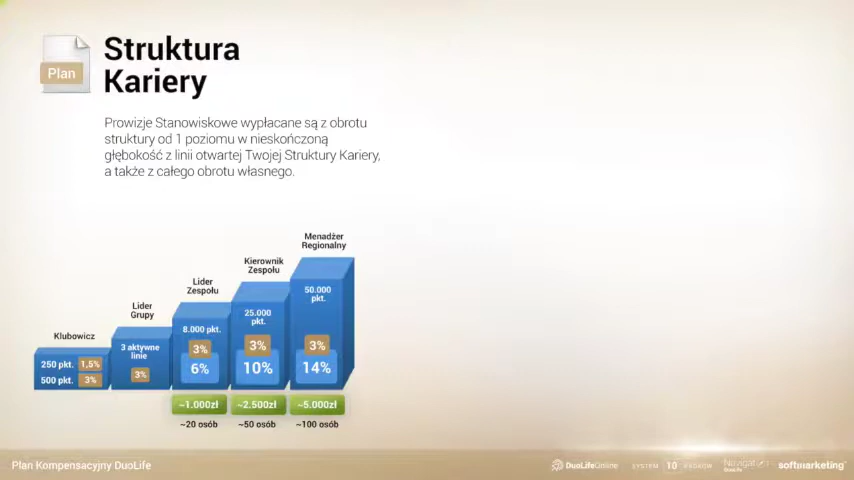 Plan
Struktura
Kariery
Prowizje Stanowiskowe wypłacane są z obrotu
struktury od 1 poziomu w nieskończoną
głębokość z linii otwartej Twojej Struktury Kariery,
a także z całego obrotu własnego.
Klubowicz
250 pkt. 1,5%
500 pkt. 3%
Lider
Grupy
3 aktywne
linie
3%
Lider
Zespołu
8.000 pkt.
3%
6%
~1.000zł
~20 osób
Kierownik
Zespołu
25.000
pkt.
3%
10%
~2.500zł
~50 osób
Menadżer
Regionalny
50.000
pkt.
3%
14%
~5.000zł
~100 osób
Plan Kompensacyjny DuoLife
DuoLifeOnline
SYSTEM 10 KROKÓW
DuoLife
softmarketing